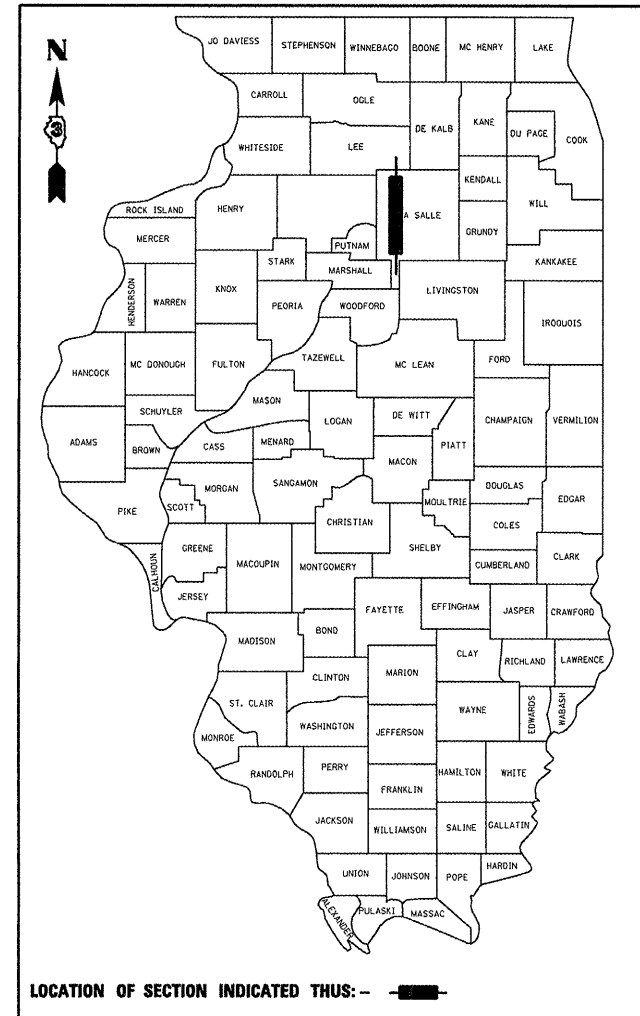 JO DAVIESS STEPHENSON WINNEBAGO BOONE MC HENRY LAKE
N
CARROLL OGLE
3
DE KALB KANE DU PAGE COOK
WHITESIDE LEE
KENDALL
HENRY A SALLE WILL
ROCK ISLAND
MERCER PUTNAM GRUNDY
STARK MARSHALL KANKAKEE
HENDERSON WARREN KNOX PEORIA WOODFORD LIVINGSTON
IROQUOIS
HANCOCK MC DONOUGH FULTON TAZEWELL MC LEAN FORD
MASON
SCHUYLER LOGAN DE WITT CHAMPAIGN VERMILION
ADAMS BROWN CASS MENARD PIATT
MACON
MORGAN SANGAMON DOUGLAS EDGAR
PIKE SCOTT CHRISTIAN MOULTRIE
COLES
GREENE SHELBY CLARK
CALHOUN MACOUPIN MONTGOMERY CUMBERLAND
JERSEY FAYETTE EFFINGHAM JASPER CRAWFORD
BOND
MADISON CLAY
MARION RICHLAND LAWRENCE
CLINTON
ST. CLAIR WAYNE EDWARDS WABASH
WASHINGTON JEFFERSON
MONROE
PERRY HAMILTON WHITE
RANDOLPH FRANKLIN
JACKSON WILLIAMSON SALINE GALLATIN
HARDIN
UNION JOHNSON POPE
ALEXANDER PULASKI MASSAC
LOCATION OF SECTION INDICATED THUS: –